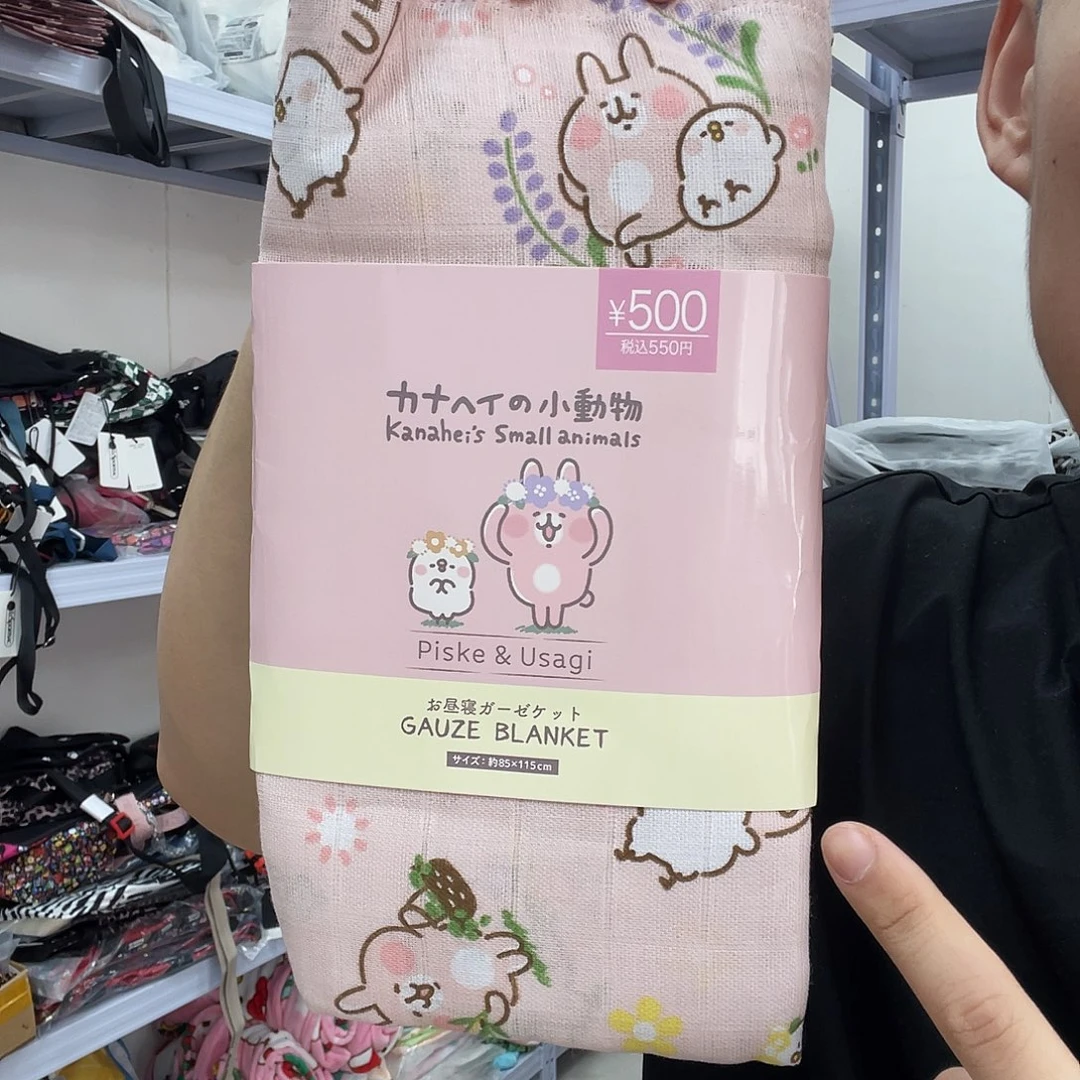 ¥500
税込550円
カナヘイの小動物
Kanahei's Small animals
Piske & Usagi
お昼寝ガーゼケット
GAUZE BLANKET
サイズ：約85×115cm